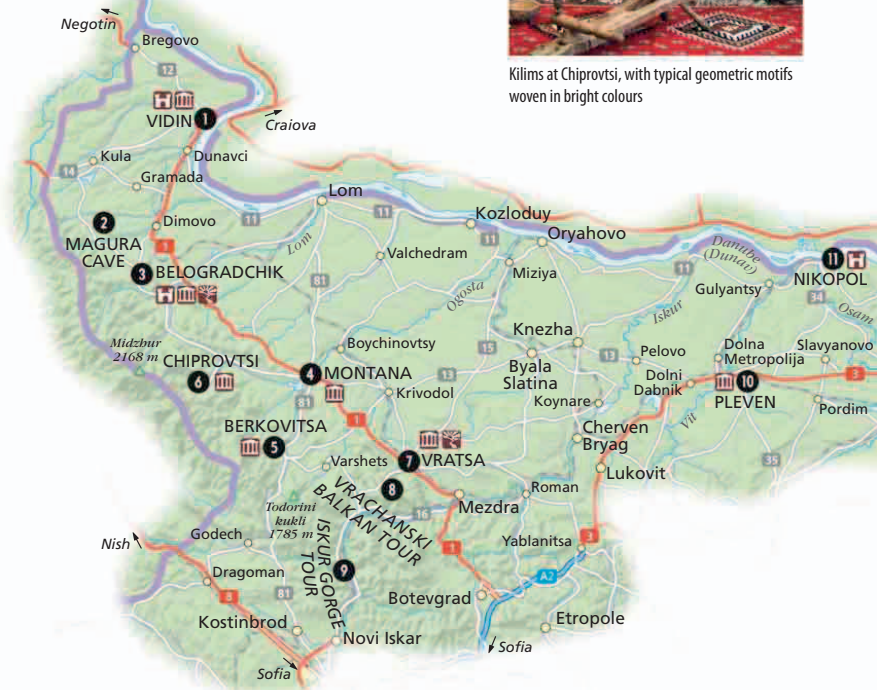 Kilims at Chiprovtsi, with typical geometric motifs
woven in bright colours
Negotin
Bregovo
12
VIDIN
1
Craiova
Kula
Dunavci
14
Gramada
Lom
2
MAGURA
CAVE
Dimovo
1
11
11
Kozloduy
Oryahovo
Lom
11
Valchedram
Danube
(Dunav)
11
NIKOPOL
3
BELOGRADCHIK
Miziya
11
Gulyantsy
34
81
Ogosta
Iskur
Osam
Midzhur
2168 m
CHIPROVTSI
6
Boychinovtsy
Knezha
15
13
Byala
Slatina
Pelovo
Dolna
Metropolija
Slavyanovo
4
MONTANA
13
Dolni
Dabnik
10
PLEVEN
3
81
Krivodol
Koynare
Vit
Pordim
BERKOVITSA
5
1
Cherven
Bryag
Varshets
7
VRATSA
Lukovit
35
8
VRACHANSKI
BALKAN TOUR
Roman
Mezdra
Todorini
kukli
1785 m
16
Nish
Godech
ISKUR GORGE
TOUR
Yablanitsa
3
1
Dragoman
9
A2
8
81
Botevgrad
Kostinbrod
Etropole
Novi Iskar
Sofia
Sofia